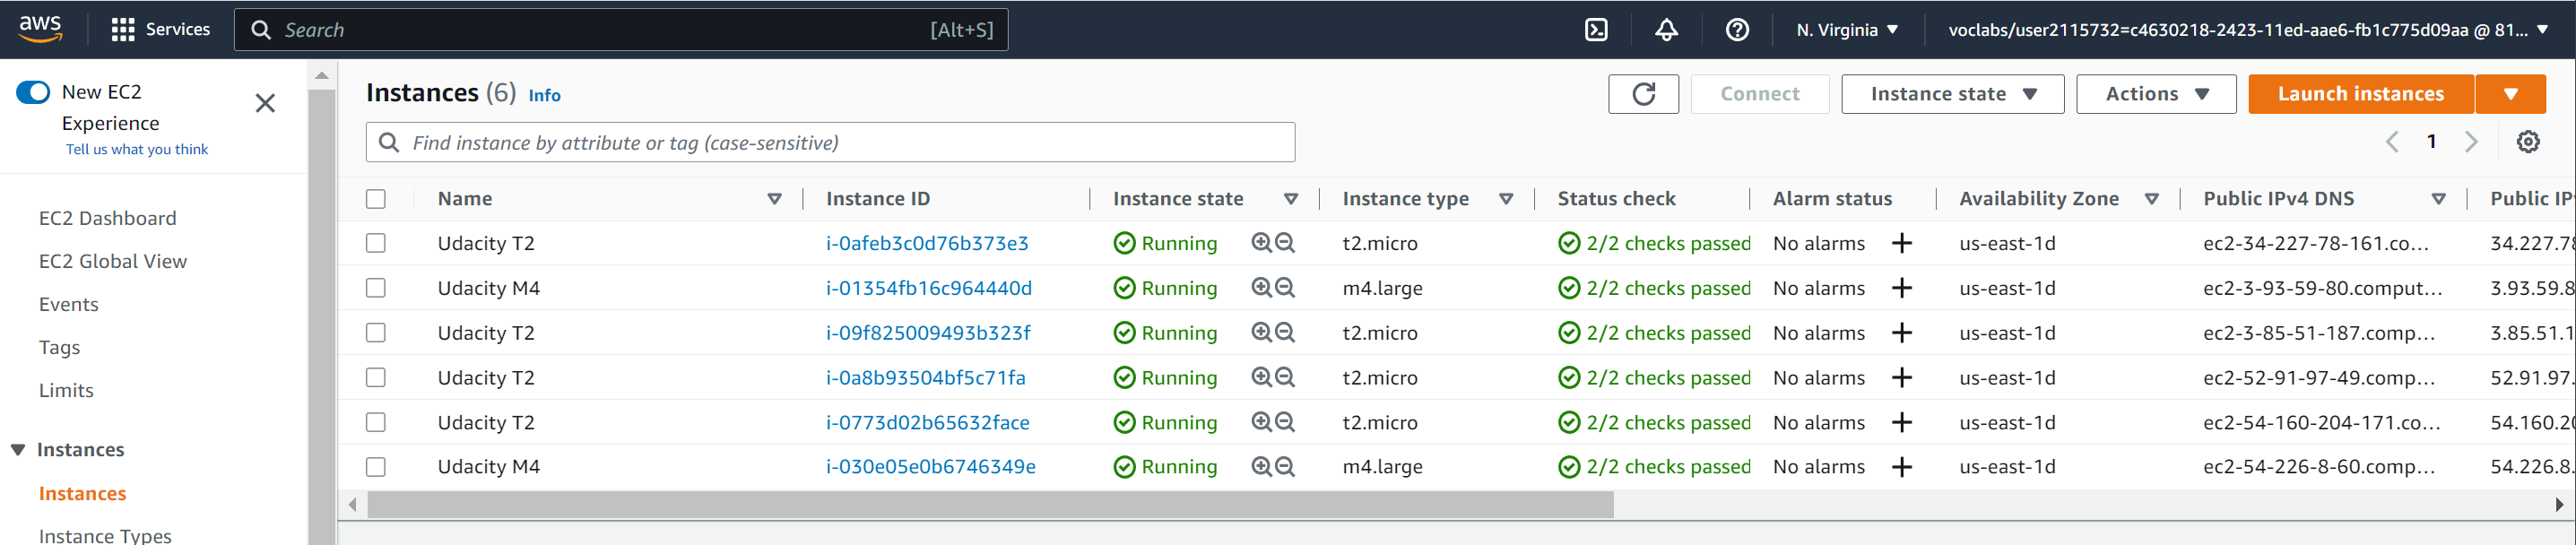 aws Services Search [Alt+S] N. Virginia voclabs/user2115732=c4630218-2423-11ed-aae6-fb1c775d09aa @ 81...
New EC2 Experience
Tell us what you think
EC2 Dashboard
EC2 Global View
Events
Tags
Limits
Instances
Instances
Instance Types
Instances (6) Info Connect Instance state Actions Launch instances
Find instance by attribute or tag (case-sensitive) 1
Name Instance ID Instance state Instance type Status check Alarm status Availability Zone Public IPv4 DNS Public IP
Udacity T2 i-0afeb3c0d76b373e3 Running t2.micro 2/2 checks passed No alarms + us-east-1d ec2-34-227-78-161.co... 34.227.78
Udacity M4 i-01354fb16c964440d Running m4.large 2/2 checks passed No alarms + us-east-1d ec2-3-93-59-80.comput... 3.93.59.8
Udacity T2 i-09f825009493b323f Running t2.micro 2/2 checks passed No alarms + us-east-1d ec2-3-85-51-187.comp... 3.85.51.1
Udacity T2 i-0a8b93504bf5c71fa Running t2.micro 2/2 checks passed No alarms + us-east-1d ec2-52-91-97-49.comp... 52.91.97.
Udacity T2 i-0773d02b65632face Running t2.micro 2/2 checks passed No alarms + us-east-1d ec2-54-160-204-171.co... 54.160.20
Udacity M4 i-030e05e0b6746349e Running m4.large 2/2 checks passed No alarms + us-east-1d ec2-54-226-8-60.comp... 54.226.8.